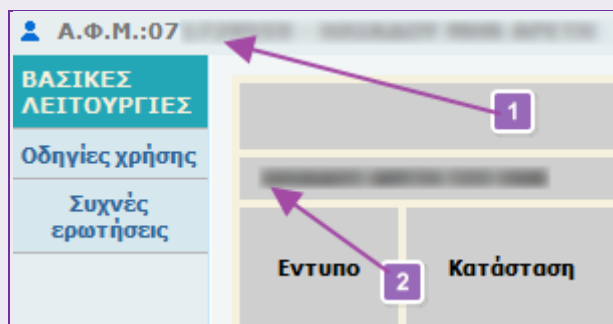 Α.Φ.Μ.:07
ΒΑΣΙΚΕΣ
ΛΕΙΤΟΥΡΓΙΕΣ
1
Οδηγίες χρήσης
Συχνές
ερωτήσεις
Εντυπο
2
Κατάσταση